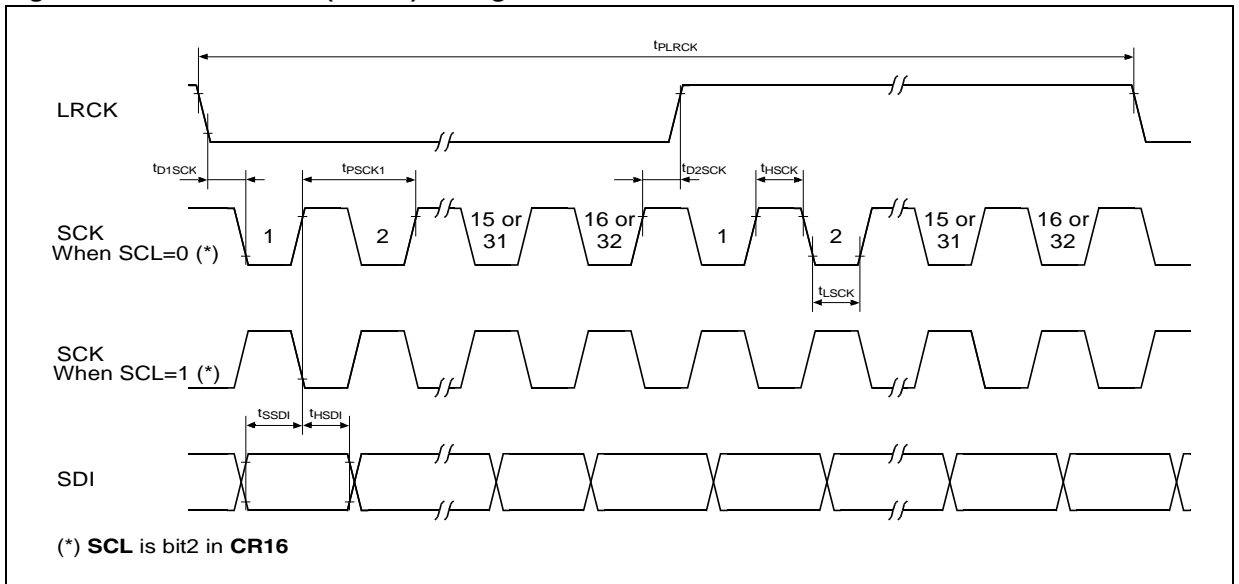 tPLRCK
LRCK
tD1SCK
tPSCK1
tD2SCK
tHSCK
SCK
When SCL=0 (*)
1
2
15 or
31
16 or
32
1
2
15 or
31
16 or
32
tLSCK
SCK
When SCL=1 (*)
tSSDI
tHSDI
SDI
(*) SCL is bit2 in CR16